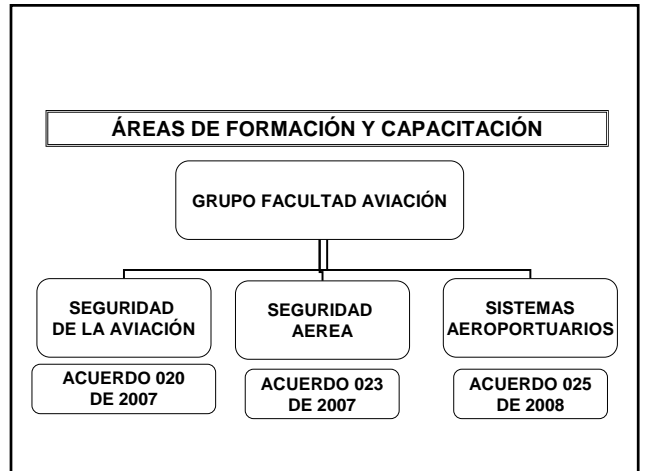 ÁREAS DE FORMACIÓN Y CAPACITACIÓN
GRUPO FACULTAD AVIACIÓN
SEGURIDAD
DE LA AVIACIÓN
ACUERDO 020
DE 2007
SEGURIDAD
AEREA
ACUERDO 023
DE 2007
SISTEMAS
AEROPORTUARIOS
ACUERDO 025
DE 2008